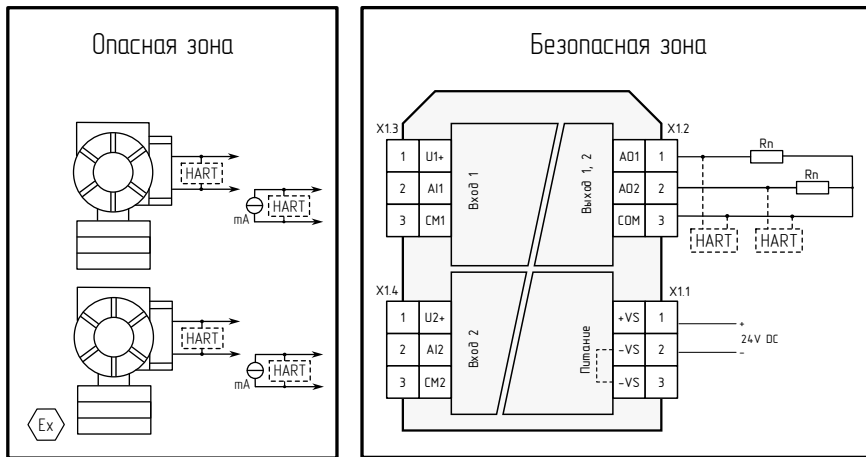 Опасная зона
HART
HART
mA
HART
HART
mA
Ex
Безопасная зона
X1.3
X1.2
1 U1+
2 AI1
3 CM1
Вход 1
Выход 1, 2
AO1 1
AO2 2
COM 3
Rn
Rn
HART
HART
X1.4
X1.1
1 U2+
2 AI2
3 CM2
Вход 2
Питание
+VS 1
-VS 2
-VS 3
+
24V DC
-